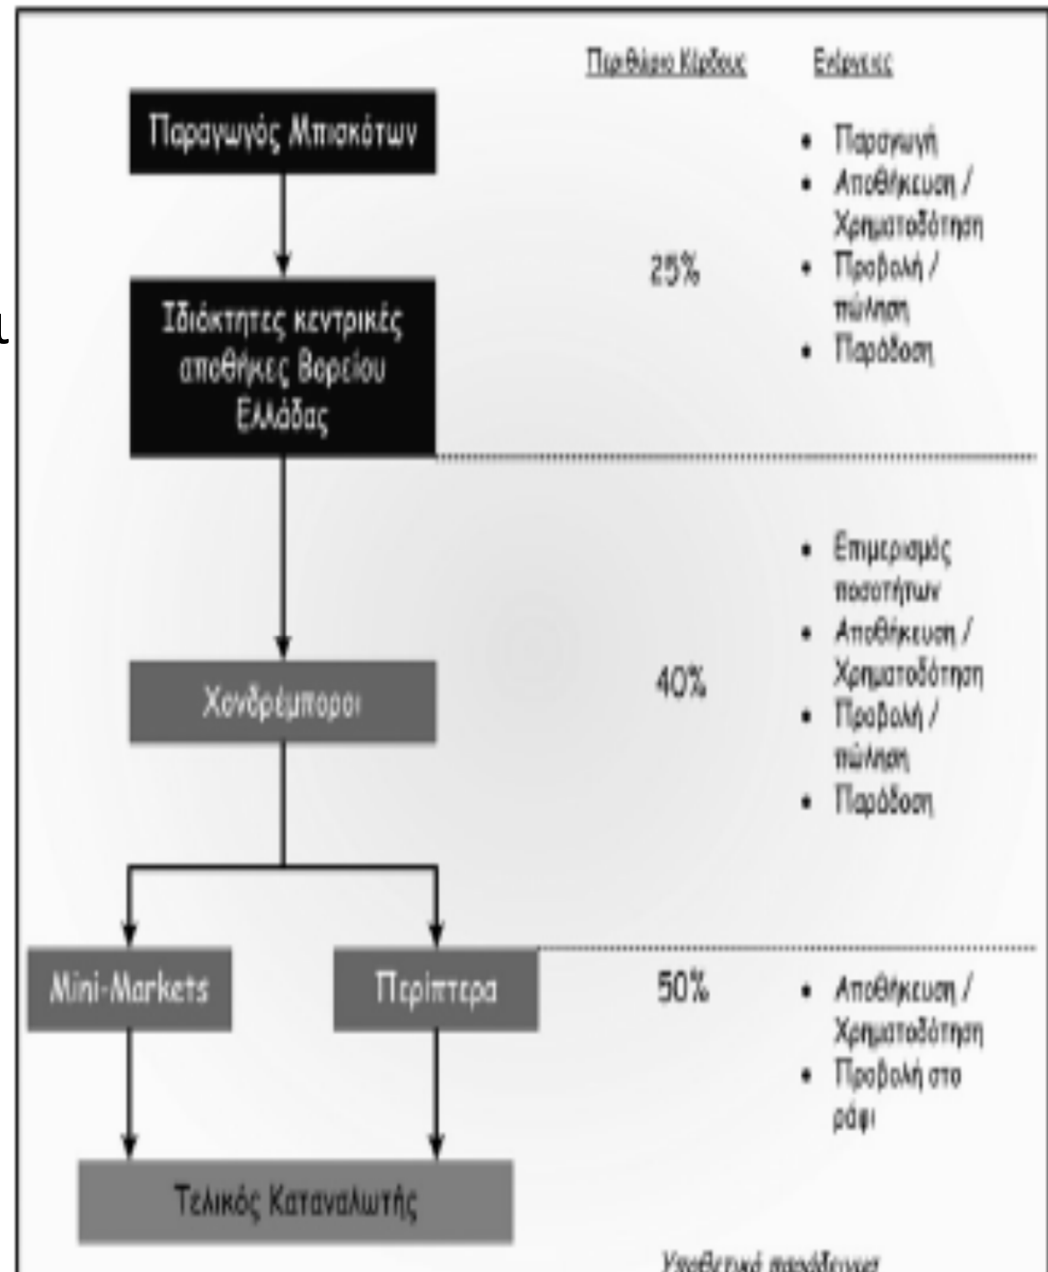 Περιθώριο Κέρδους
Ενέργειες
Παραγωγός Μπισκότων
Ιδιόκτητες κεντρικές
αποθήκες Βορείου
Ελλάδας
25%
• Παραγωγή
• Αποθήκευση /
Χρηματοδότηση
• Προβολή /
πώληση
• Παράδοση
Χονδρέμποροι
40%
• Επιμερισμός
ποσοτήτων
• Αποθήκευση /
Χρηματοδότηση
• Προβολή /
πώληση
• Παράδοση
Mini-Markets
Περίπτερα
50%
• Αποθήκευση /
Χρηματοδότηση
• Προβολή στο
ράφι
Τελικός Καταναλωτής
Υποθετικό